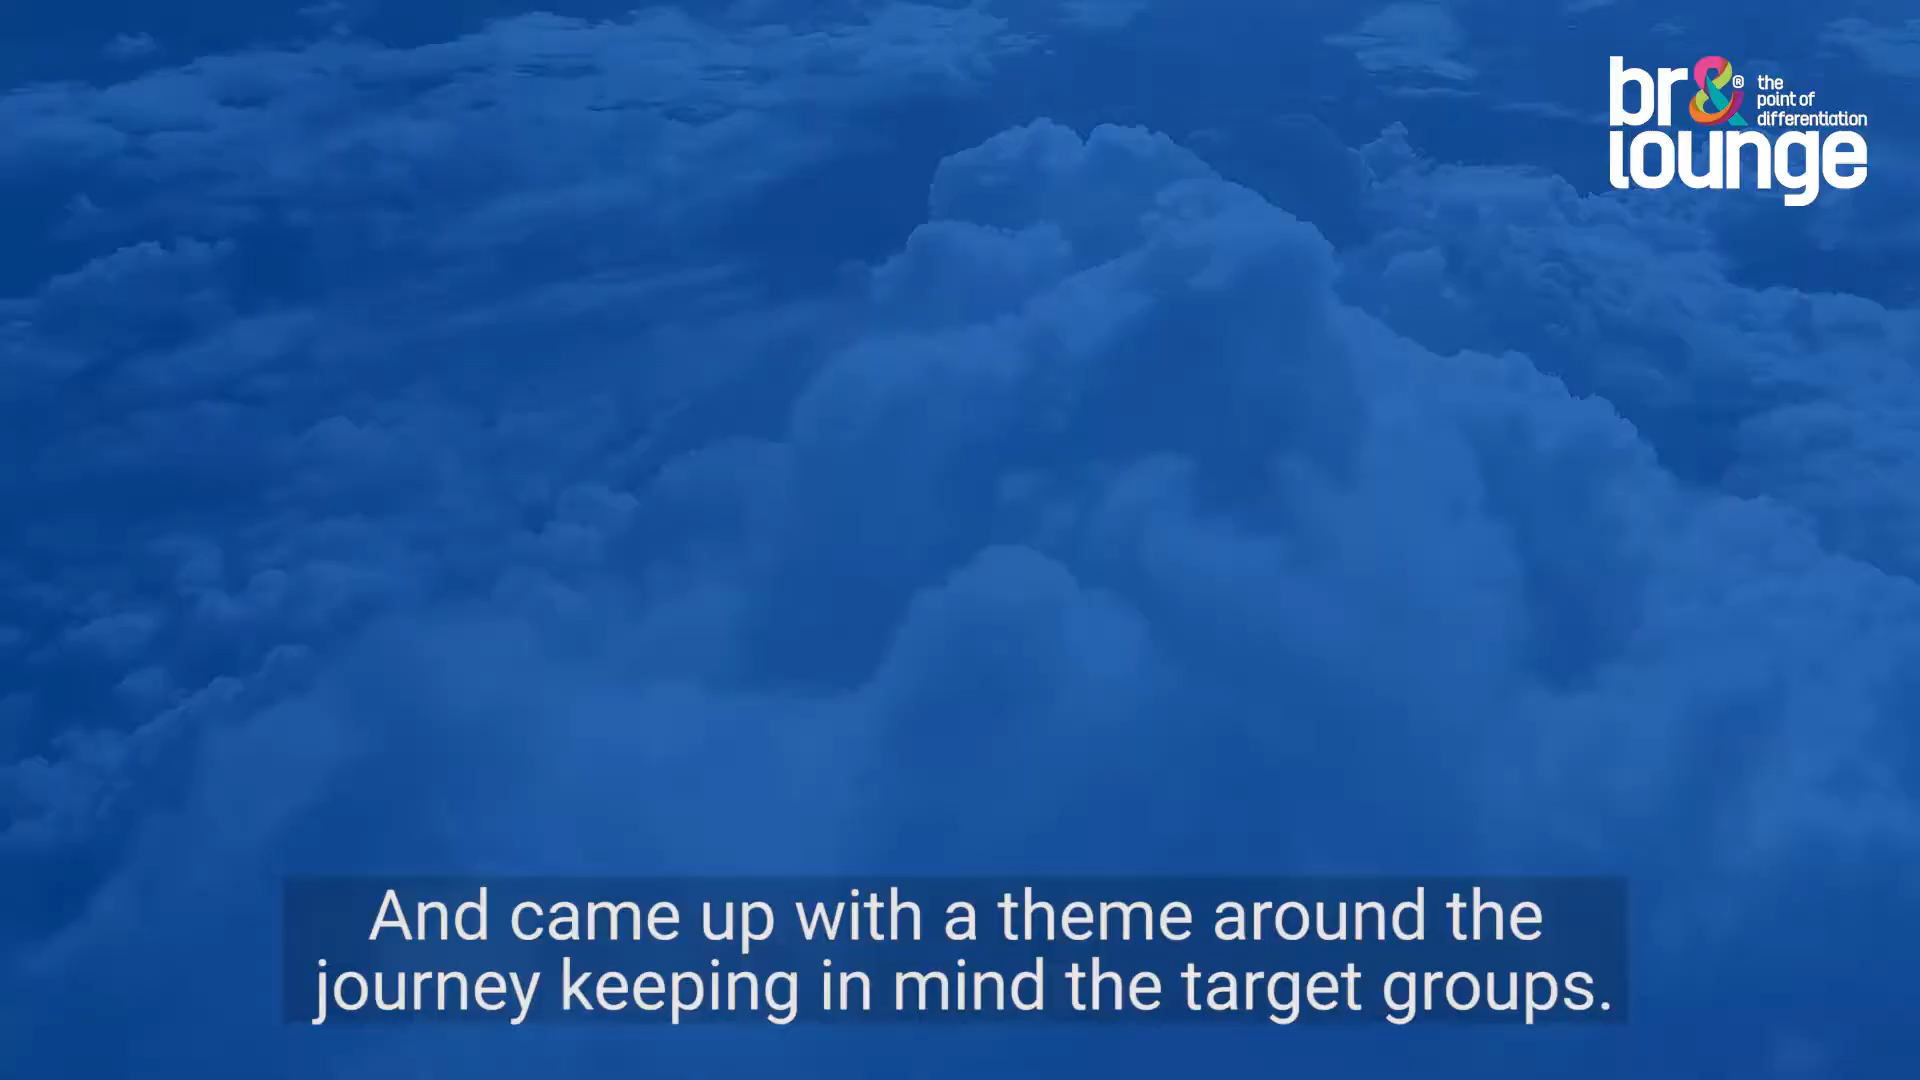 br&® the
point of
differentiation
lounge
And came up with a theme around the
journey keeping in mind the target groups.